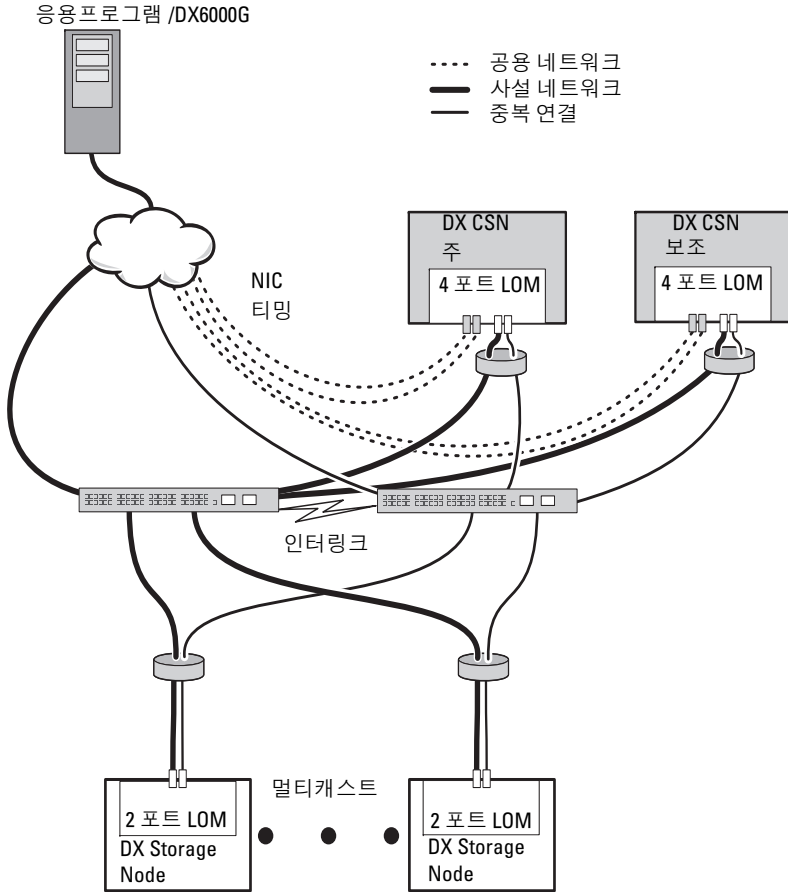 응용프로그램 /DX6000G
공용 네트워크
사설 네트워크
중복 연결
DX CSN
주
4 포트 LOM
DX CSN
보조
4 포트 LOM
NIC
티밍
인터링크
멀티캐스트
2 포트 LOM
DX Storage
Node
2 포트 LOM
DX Storage
Node